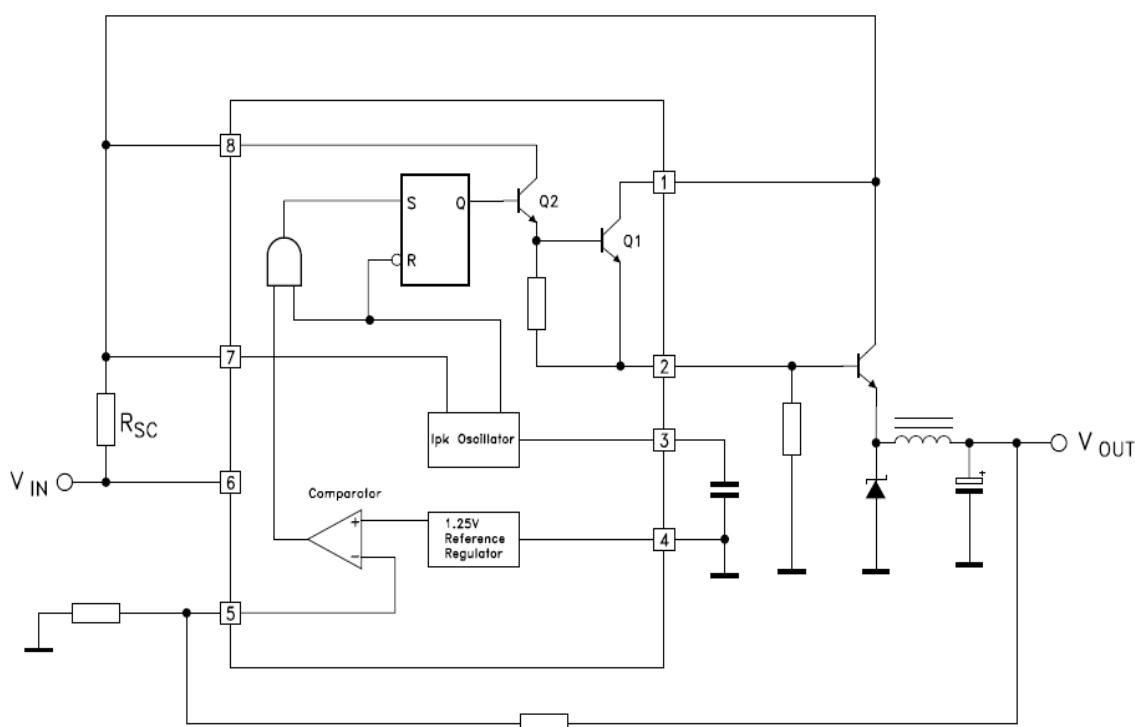 8
1
S Q
Q2
Q1
R
7
2
RSC
Ipk Oscillator
3
VOUT
VIN
6
Comparator
+
+
1.25V
Reference
Regulator
4
−
5